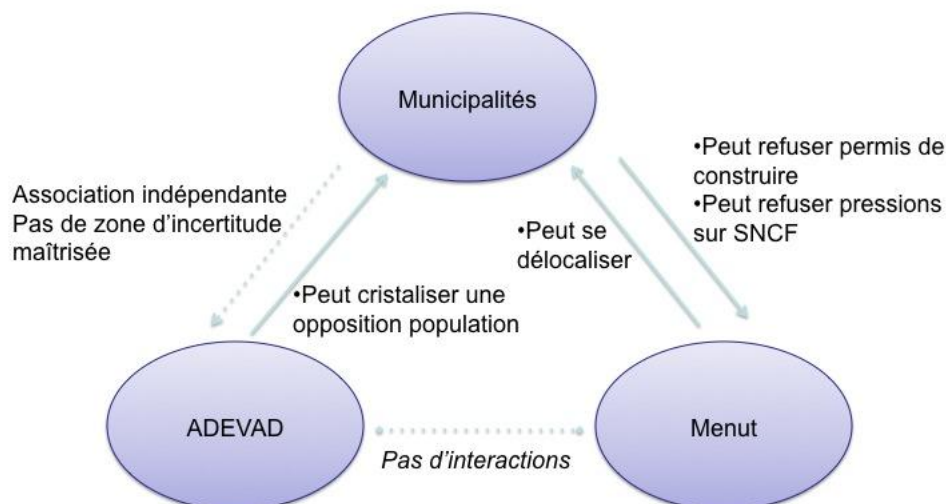 Municipalités
•Peut refuser permis de
construire
•Peut refuser pressions
sur SNCF
Association indépendante
Pas de zone d'incertitude
maîtrisée
•Peut se
délocaliser
•Peut cristaliser une
opposition population
ADEVAD
Menut
Pas d'interactions